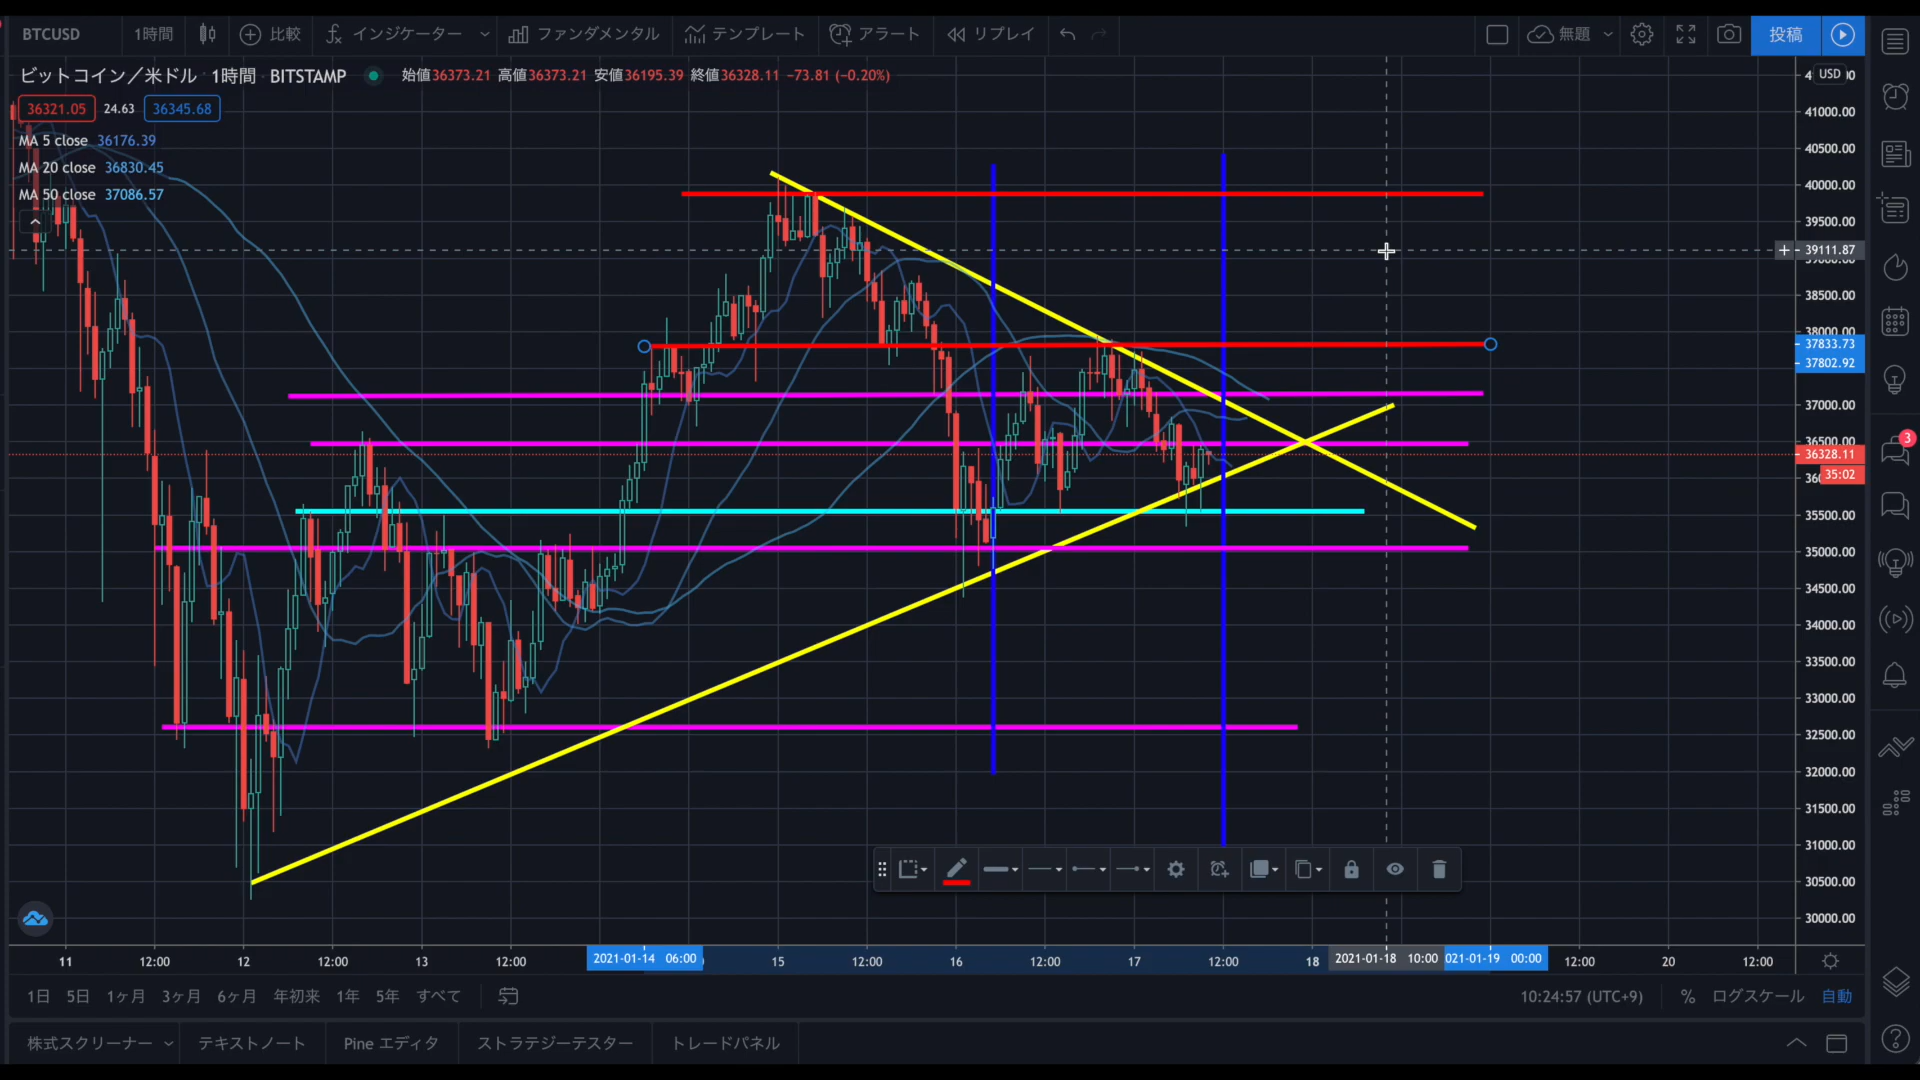 BTCUSD 1時間 比較 インジケーター ファンダメンタル テンプレート アラート リプレイ 無題 投稿
ビットコイン／米ドル · 1時間 · BITSTAMP 始値36373.21 高値36373.21 安値36195.39 終値36328.11 −73.81 (−0.20%)
USD
36321.05 24.63 36345.68
MA 5 close 36176.39
MA 20 close 36830.45
MA 50 close 37086.57
41000.00
40500.00
40000.00
39500.00
39111.87
38500.00
38000.00
37833.73
37802.92
37000.00
36500.00
36328.11
35:02
35500.00
35000.00
34500.00
34000.00
33500.00
33000.00
32500.00
32000.00
31500.00
31000.00
30500.00
30000.00
3
11 12:00 12 12:00 13 12:00 2021-01-14 06:00 15 12:00 16 12:00 17 12:00 18 2021-01-18 10:00 021-01-19 00:00 12:00 20 12:00
1日 5日 1ヶ月 3ヶ月 6ヶ月 年初来 1年 5年 すべて 10:24:57 (UTC+9) % ログスケール 自動
株式スクリーナー テキストノート Pine エディタ ストラテジーテスター トレードパネル